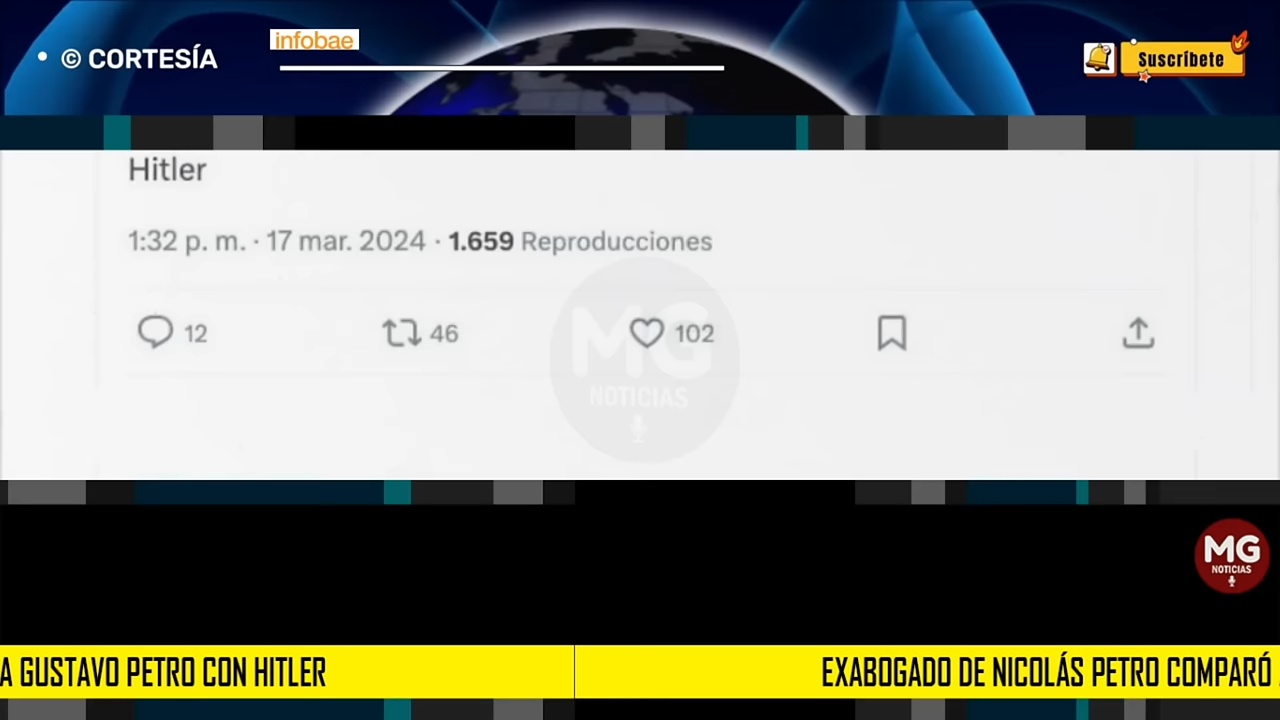 infobae
• © CORTESÍA
Suscríbete
Hitler
1:32 p. m. · 17 mar. 2024 · 1.659 Reproducciones
12 46 102
MG
NOTICIAS
MG
NOTICIAS
A GUSTAVO PETRO CON HITLER
EXABOGADO DE NICOLÁS PETRO COMPARÓ